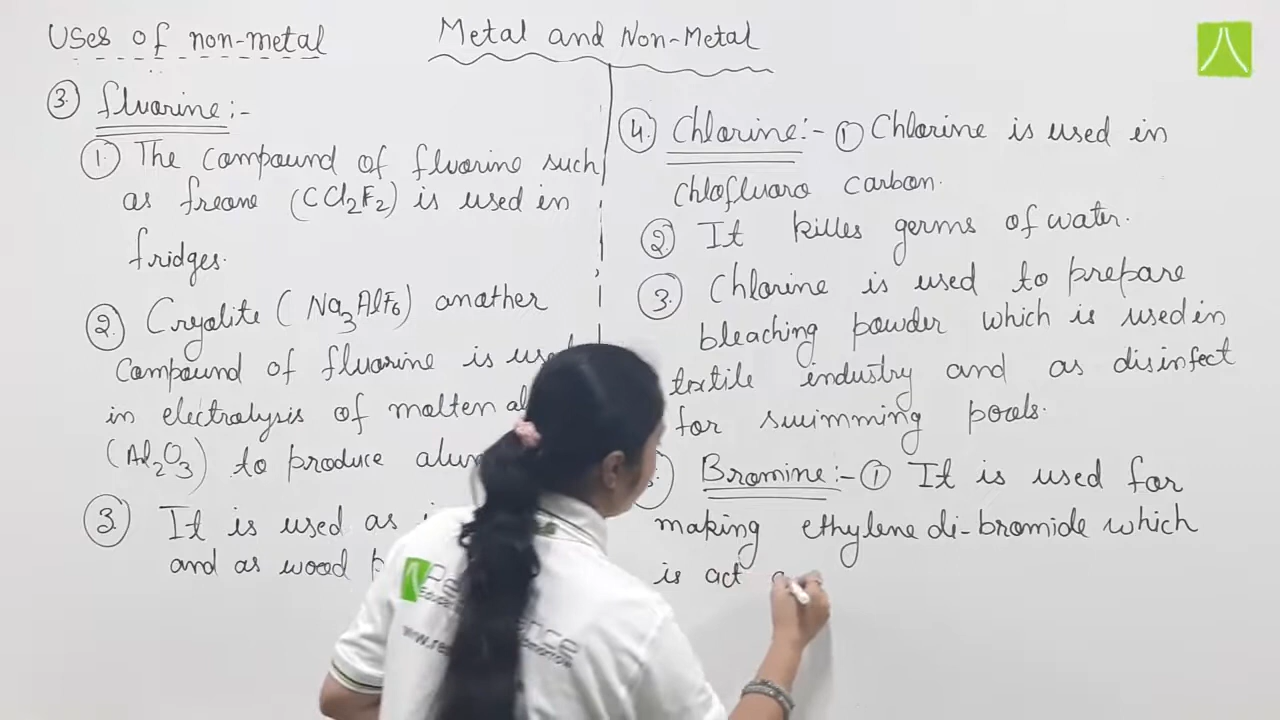 Uses of non-metal
Metal and Non-Metal
3. fluorine:-
1. The compound of fluorine such
as freone (CCl2F2) is used in
fridges.
2. Cryolite ( Na3AlF6) another
compound of fluorine is used
in electrolysis of molten
(Al2O3) to produce
3. It is used as
and as wood
4. Chlorine:- 1 Chlorine is used in
chlofluoro carbon.
2. It killes germs of water.
3. Chlorine is used to prepare
bleaching powder which is used in
textile industry and as disinfect
for swimming pools.
Bromine:- 1 It is used for
making ethylene di-bromide which
is act